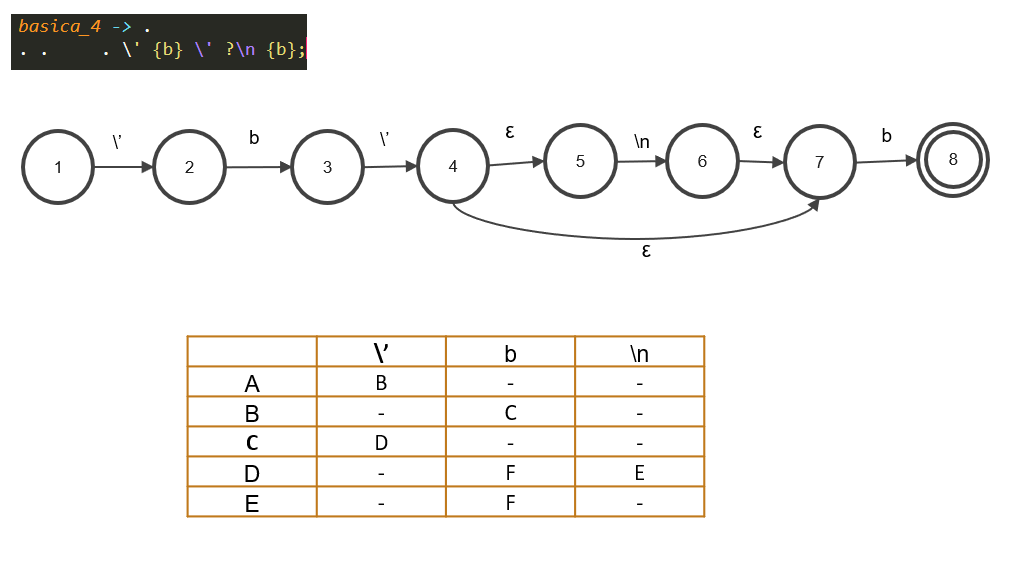 basica_4 -> .
. . . \' {b} \' ?\n {b};
\' b \' ε \n ε b
1 2 3 4 5 6 7 8
ε
\' b \n
A B - -
B - C -
C D - -
D - F E
E - F -